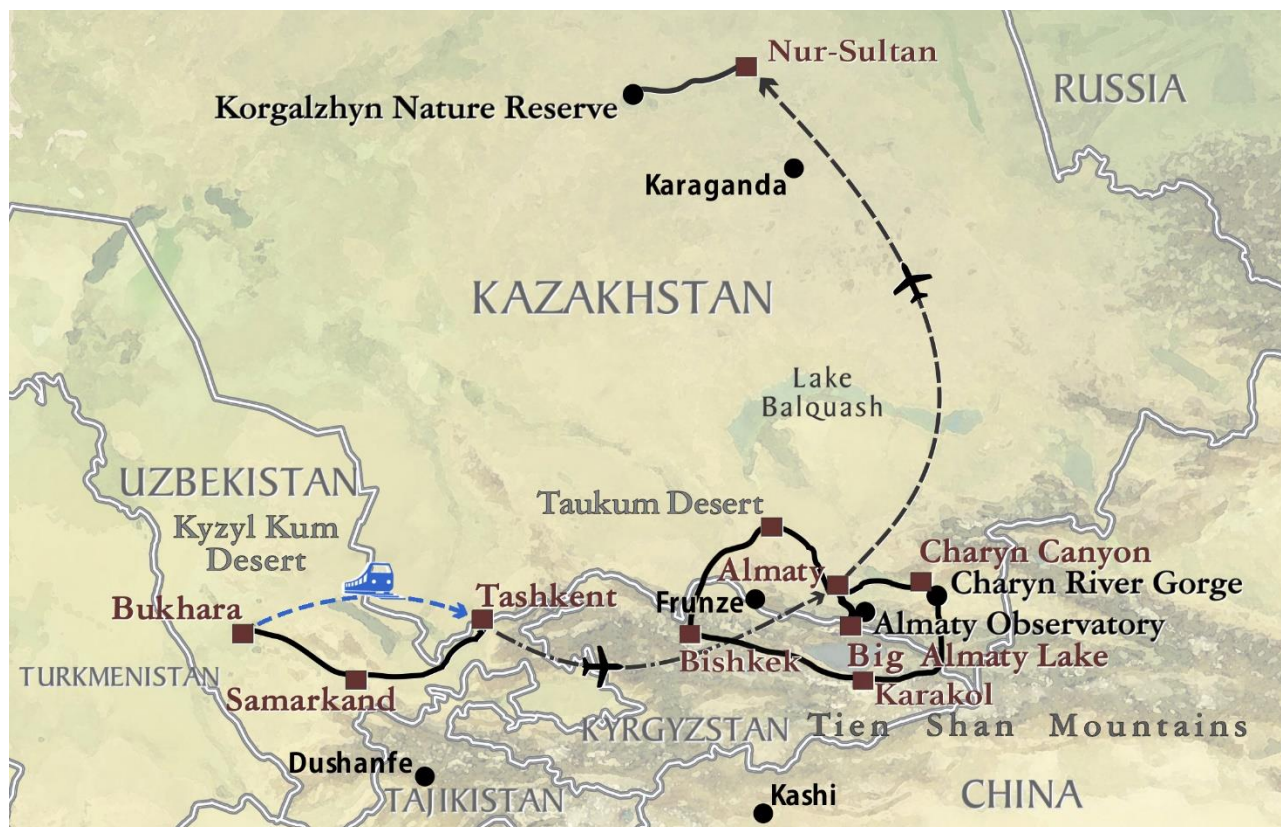 Nur-Sultan
RUSSIA
Korgalzhyn Nature Reserve
Karaganda
KAZAKHSTAN
Lake
Balquash
UZBEKISTAN
Kyzyl Kum
Desert
Taukum Desert
Charyn Canyon
Almaty
Charyn River Gorge
Bukhara
Tashkent
Frunze
Almaty Observatory
TURKMENISTAN
Bishkek
Big Almaty Lake
Samarkand
Karakol
KYRGYZSTAN
Tien Shan Mountains
Dushanfe
TAJIKISTAN
Kashi
CHINA